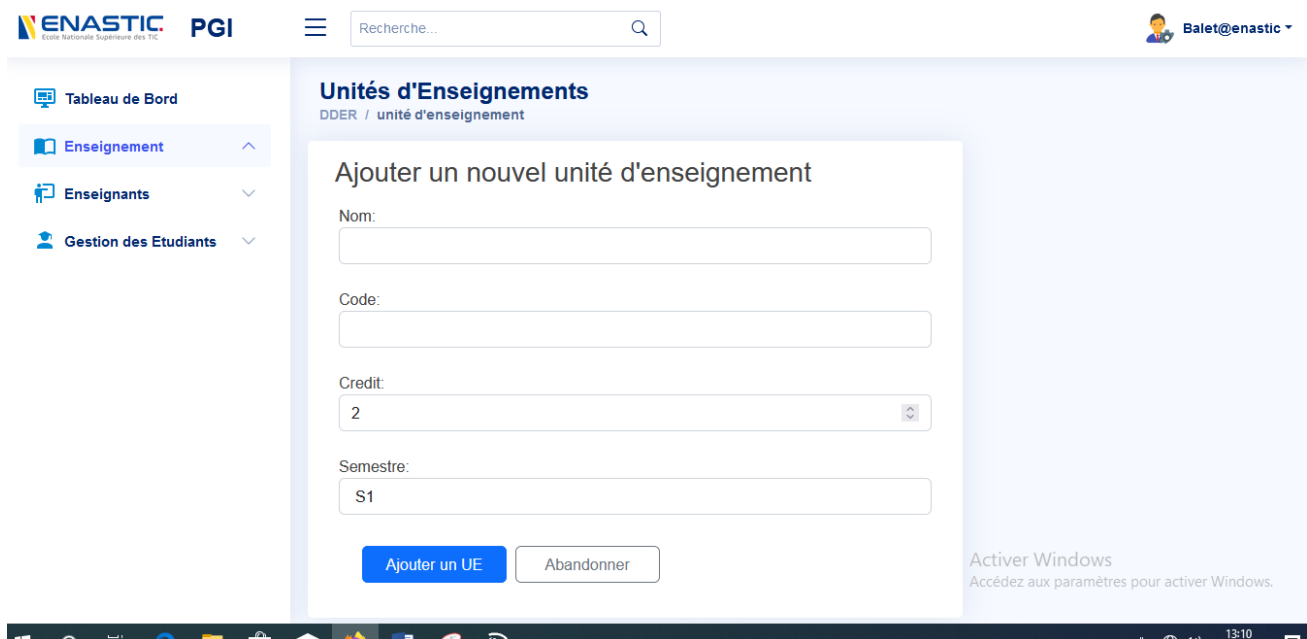 ENASTIC.
Ecole Nationale Supérieure des TIC
PGI
Recherche...
Balet@enastic
Tableau de Bord
Enseignement
Enseignants
Gestion des Etudiants
Unités d'Enseignements
DDER / unité d'enseignement
Ajouter un nouvel unité d'enseignement
Nom:
Code:
Credit:
2
Semestre:
S1
Ajouter un UE
Abandonner
Activer Windows
Accédez aux paramètres pour activer Windows.
13:10